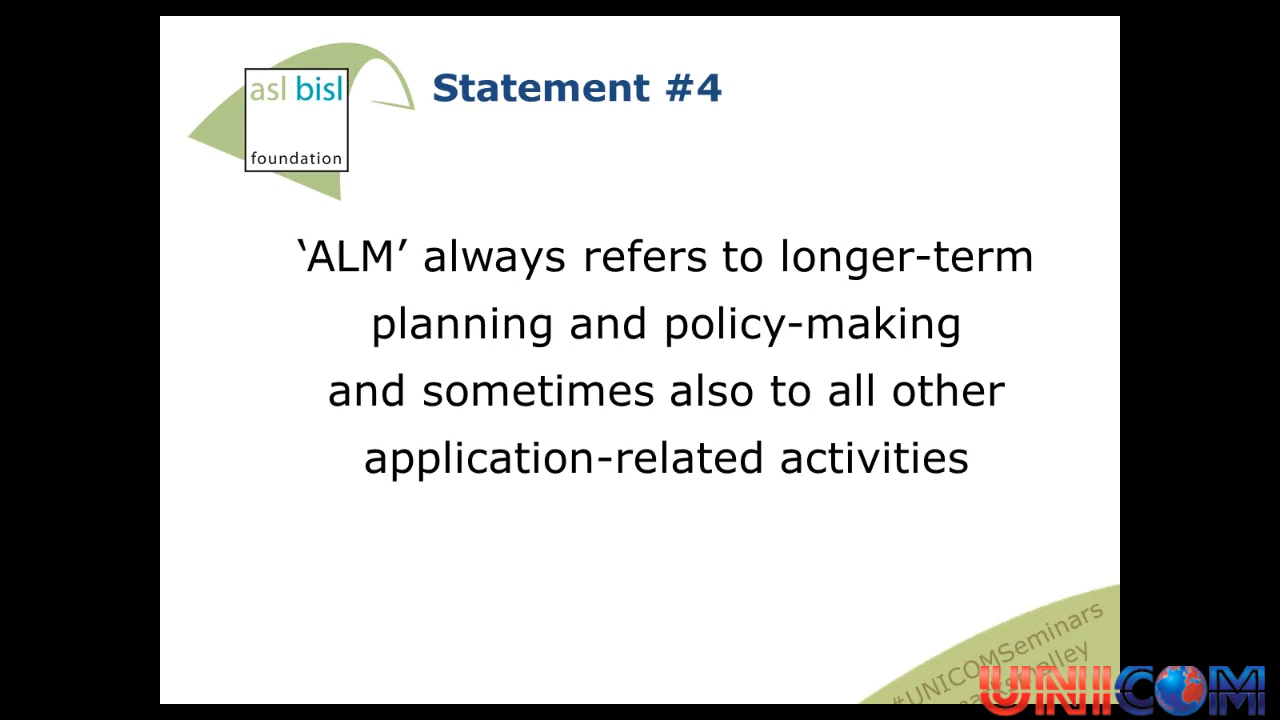 asl bisl
foundation
Statement #4
‘ALM’ always refers to longer-term
planning and policy-making
and sometimes also to all other
application-related activities
#UNICOMSeminars
UNICOM